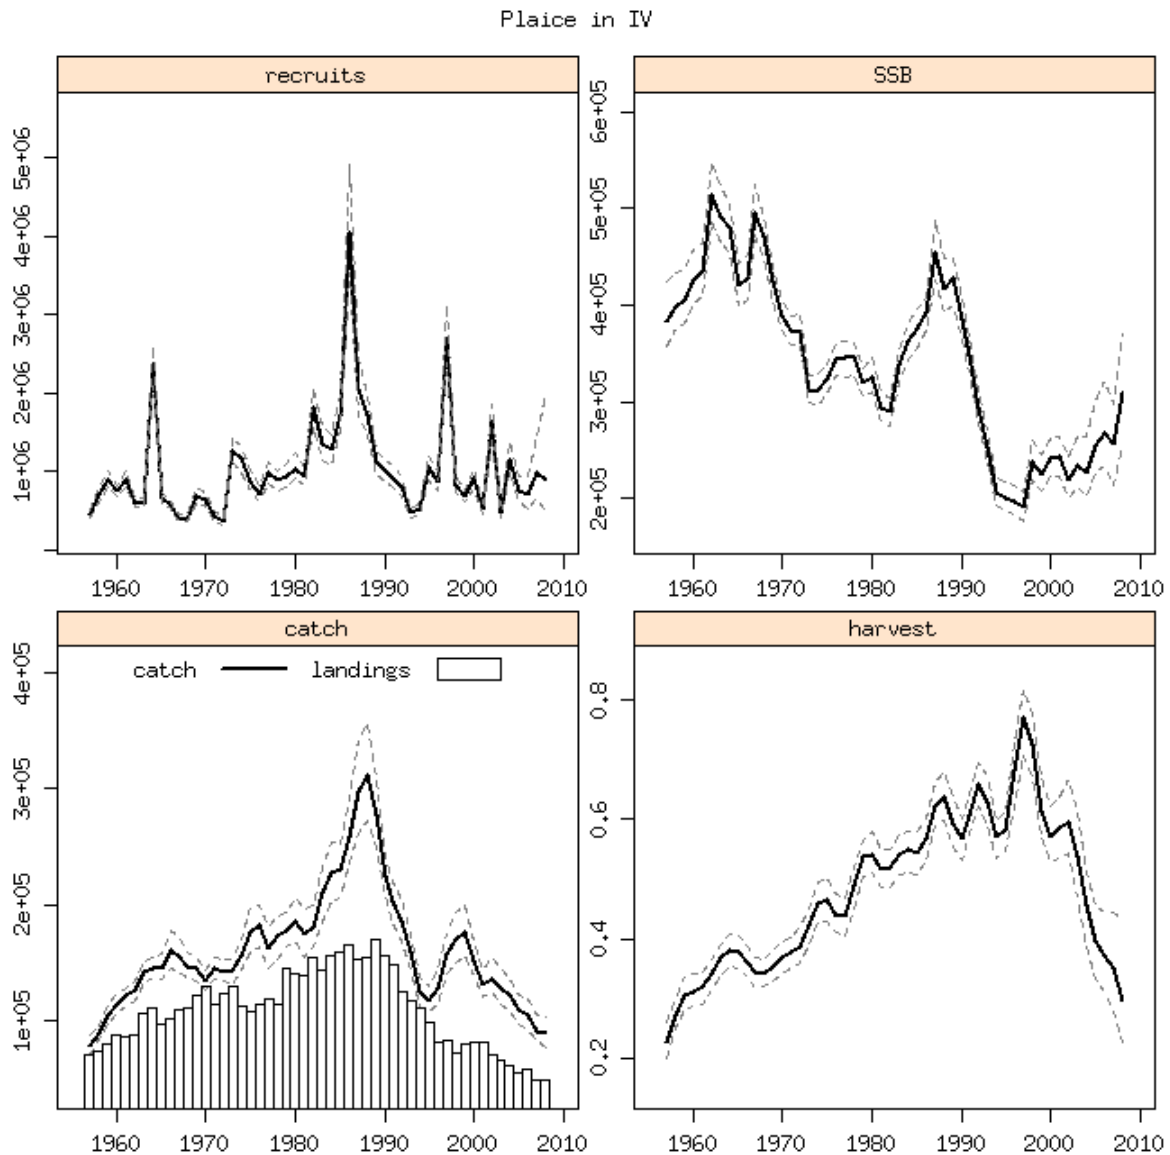 Plaice in IV
recruits
5e+06
4e+06
3e+06
2e+06
1e+06
1960 1970 1980 1990 2000 2010
SSB
6e+05
5e+05
4e+05
3e+05
2e+05
1960 1970 1980 1990 2000 2010
catch
catch landings
4e+05
3e+05
2e+05
1e+05
1960 1970 1980 1990 2000 2010
harvest
0.8
0.6
0.4
0.2
1960 1970 1980 1990 2000 2010